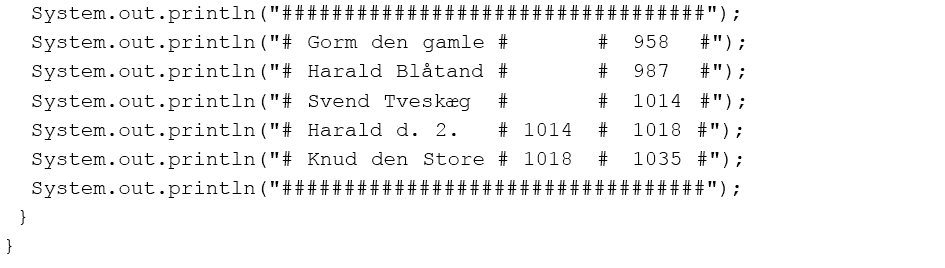 System.out.println("##################################");
System.out.println("# Gorm den gamle #       #  958   #");
System.out.println("# Harald Blåtand #       #  987   #");
System.out.println("# Svend Tveskæg  #       #  1014 #");
System.out.println("# Harald d. 2.   # 1014  #  1018 #");
System.out.println("# Knud den Store # 1018  #  1035 #");
System.out.println("##################################");
}
}